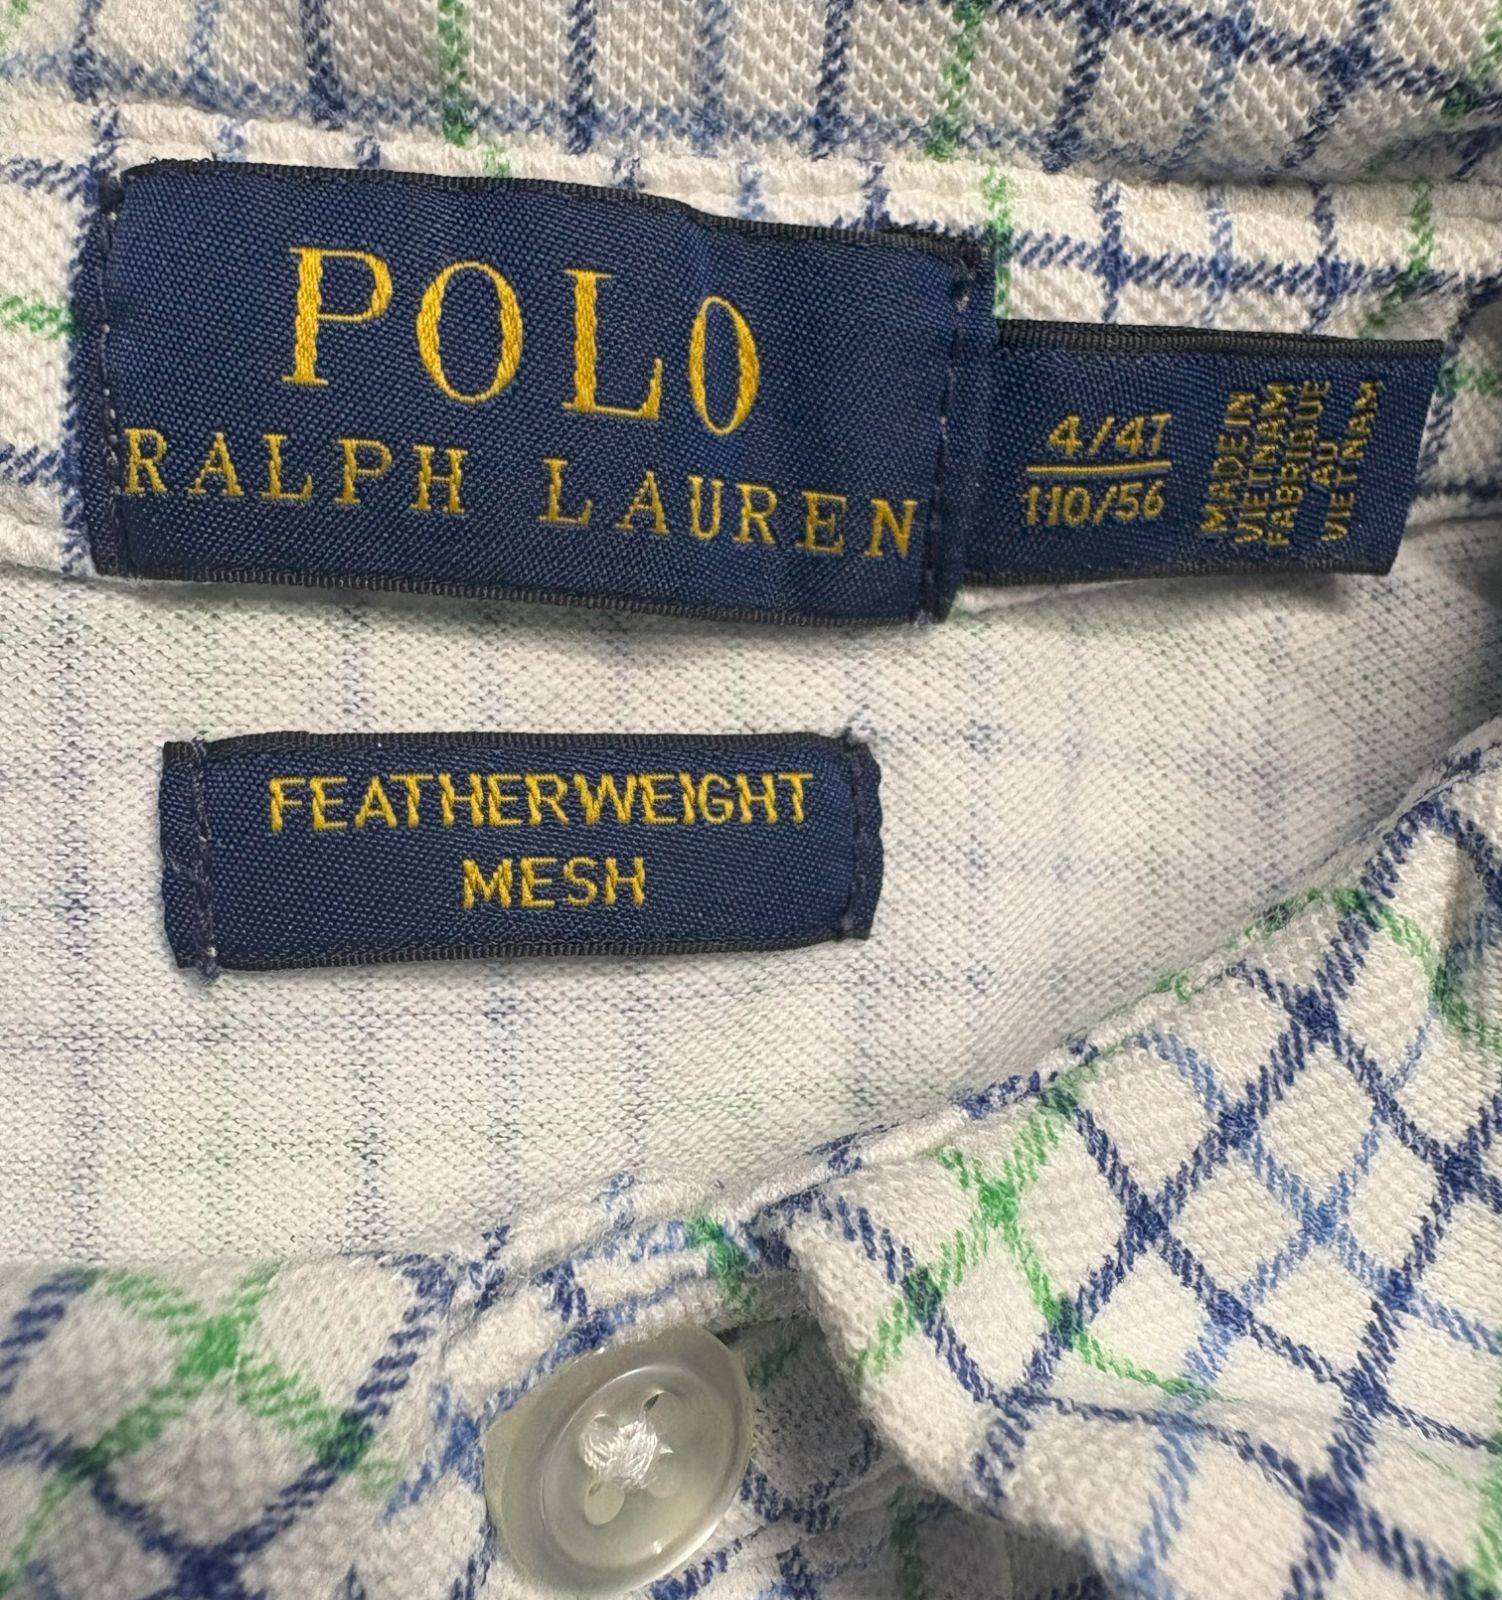 POLO
RALPH LAUREN
4/4T
110/56
MADE IN
VIETNAM
FABRIQUE
AU
VIETNAM
FEATHERWEIGHT
MESH